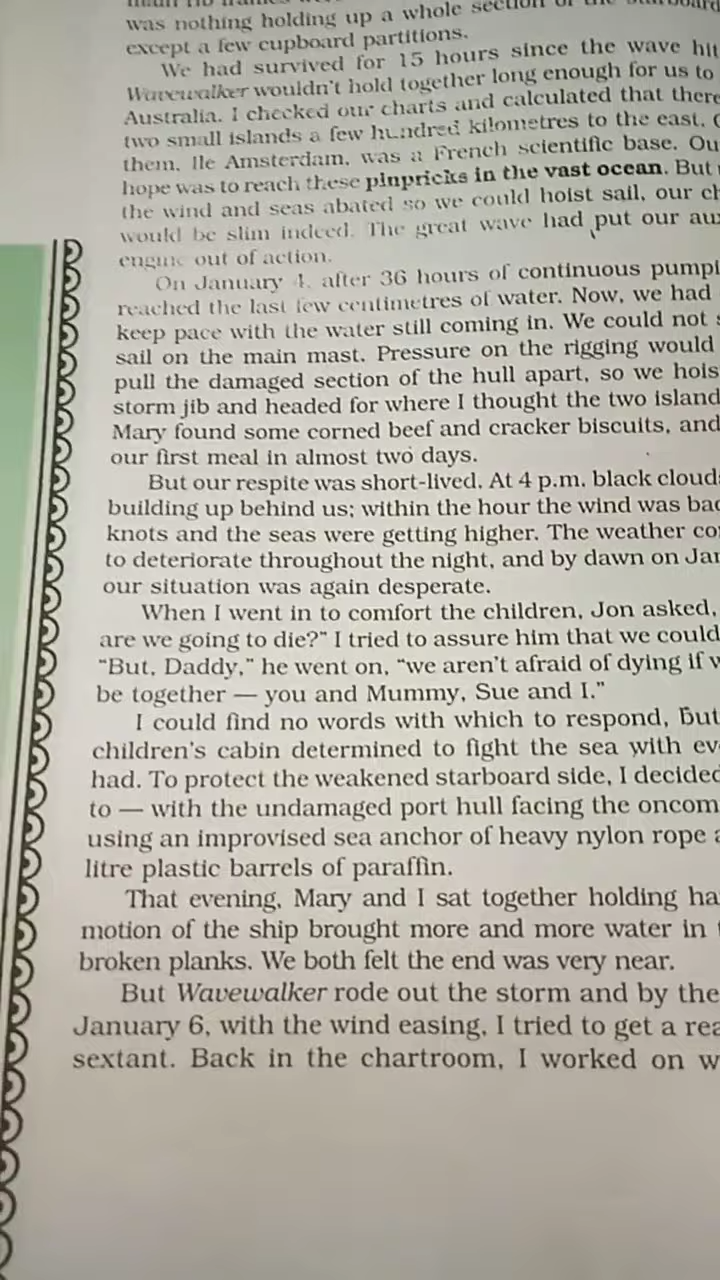 was nothing holding up a whole section of the
except a few cupboard partitions.
We had survived for 15 hours since the wave hit
Wavewalker wouldn't hold together long enough for us to
Australia. I checked our charts and calculated that there
two small islands a few hundred kilometres to the east.
them, Ile Amsterdam, was a French scientific base. Ou
hope was to reach these pinpricks in the vast ocean. But
the wind and seas abated so we could hoist sail, our ch
would be slim indeed. The great wave had put our aux
engine out of action.
On January 4, after 36 hours of continuous pumpi
reached the last few centimetres of water. Now, we had
keep pace with the water still coming in. We could not s
sail on the main mast. Pressure on the rigging would
pull the damaged section of the hull apart, so we hois
storm jib and headed for where I thought the two island
Mary found some corned beef and cracker biscuits, and
our first meal in almost two days.
But our respite was short-lived. At 4 p.m. black cloud
building up behind us; within the hour the wind was bac
knots and the seas were getting higher. The weather co
to deteriorate throughout the night, and by dawn on Jan
our situation was again desperate.
When I went in to comfort the children, Jon asked,
are we going to die?" I tried to assure him that we could
"But, Daddy," he went on, "we aren't afraid of dying if w
be together — you and Mummy, Sue and I."
I could find no words with which to respond, but
children's cabin determined to fight the sea with ev
had. To protect the weakened starboard side, I decided
to — with the undamaged port hull facing the oncom
using an improvised sea anchor of heavy nylon rope a
litre plastic barrels of paraffin.
That evening, Mary and I sat together holding ha
motion of the ship brought more and more water in
broken planks. We both felt the end was very near.
But Wavewalker rode out the storm and by the
January 6, with the wind easing, I tried to get a rea
sextant. Back in the chartroom, I worked on w